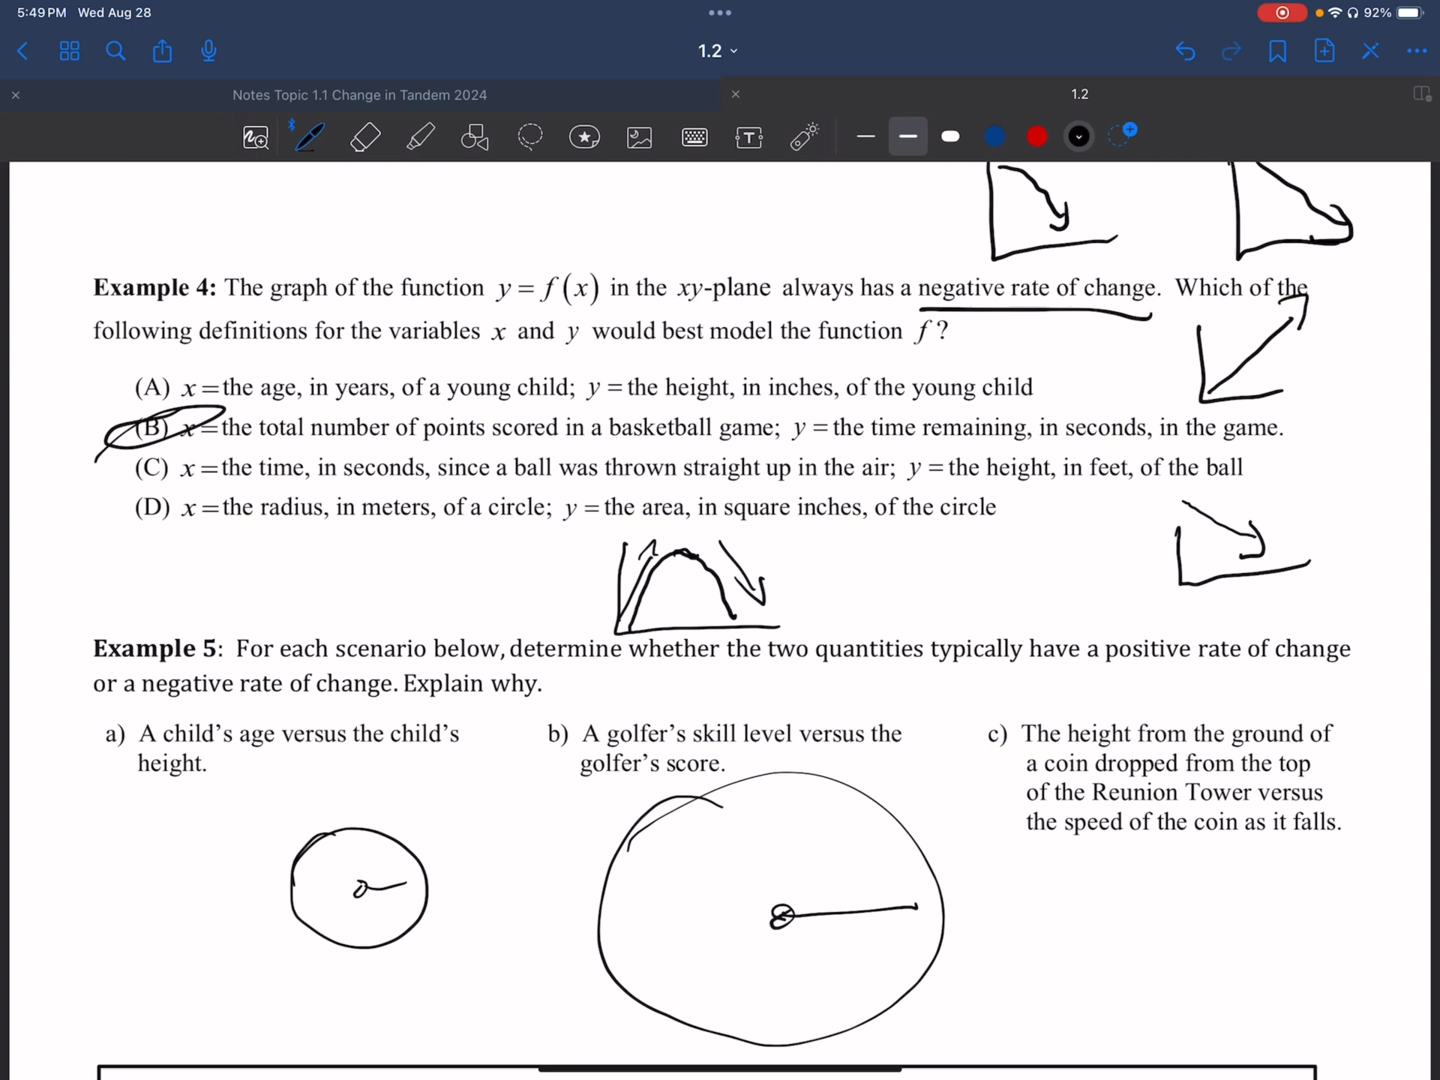 5:49 PM Wed Aug 28
92%
1.2
Notes Topic 1.1 Change in Tandem 2024
1.2
T
Example 4: The graph of the function y = f(x) in the xy-plane always has a negative rate of change. Which of the
following definitions for the variables x and y would best model the function f?
(A) x = the age, in years, of a young child; y = the height, in inches, of the young child
(B) x = the total number of points scored in a basketball game; y = the time remaining, in seconds, in the game.
(C) x = the time, in seconds, since a ball was thrown straight up in the air; y = the height, in feet, of the ball
(D) x = the radius, in meters, of a circle; y = the area, in square inches, of the circle
Example 5: For each scenario below, determine whether the two quantities typically have a positive rate of change
or a negative rate of change. Explain why.
a) A child's age versus the child's
height.
b) A golfer's skill level versus the
golfer's score.
c) The height from the ground of
a coin dropped from the top
of the Reunion Tower versus
the speed of the coin as it falls.